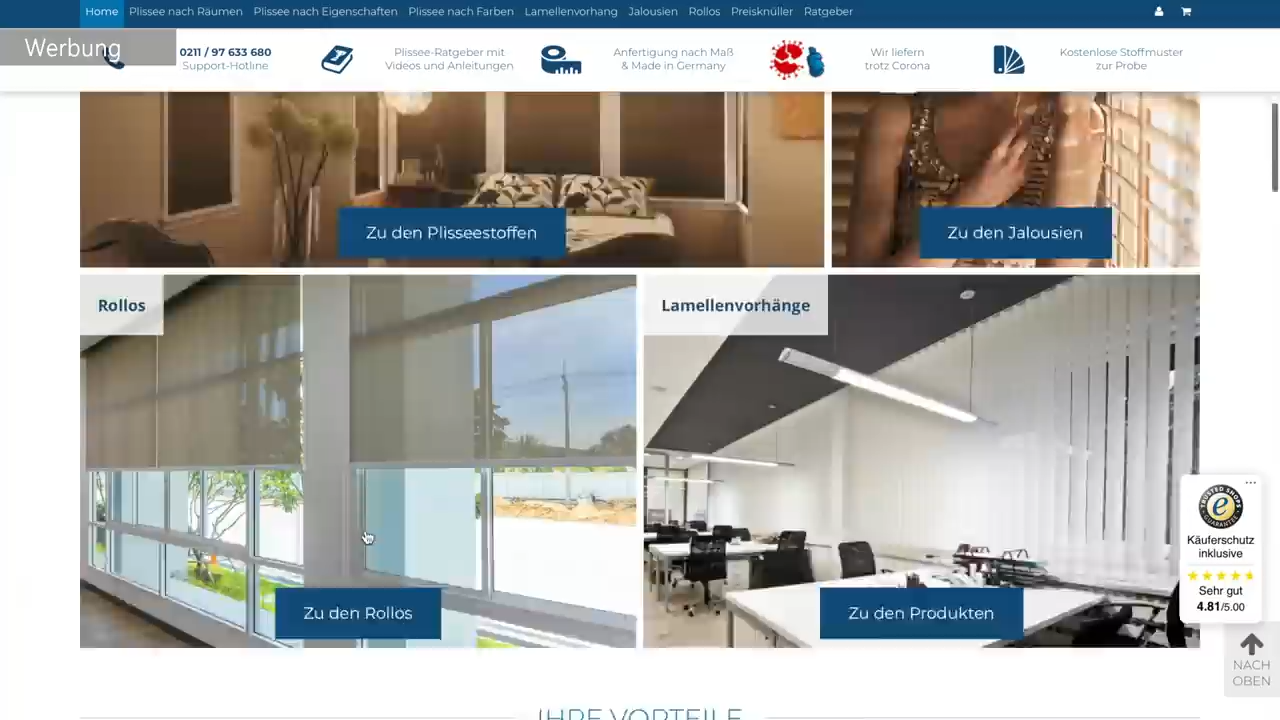 Home Plissee nach Räumen Plissee nach Eigenschaften Plissee nach Farben Lamellenvorhang Jalousien Rollos Preisknüller Ratgeber
Werbung
0211 / 97 633 680
Support-Hotline
Plissee-Ratgeber mit
Videos und Anleitungen
Anfertigung nach Maß
& Made in Germany
Wir liefern
trotz Corona
Kostenlose Stoffmuster
zur Probe
Zu den Plisseestoffen
Zu den Jalousien
Rollos
Lamellenvorhänge
Zu den Rollos
Zu den Produkten
TRUSTED SHOPS
GUARANTEE
Käuferschutz
inklusive
Sehr gut
4.81/5.00
NACH
OBEN
IHRE VORTEILE